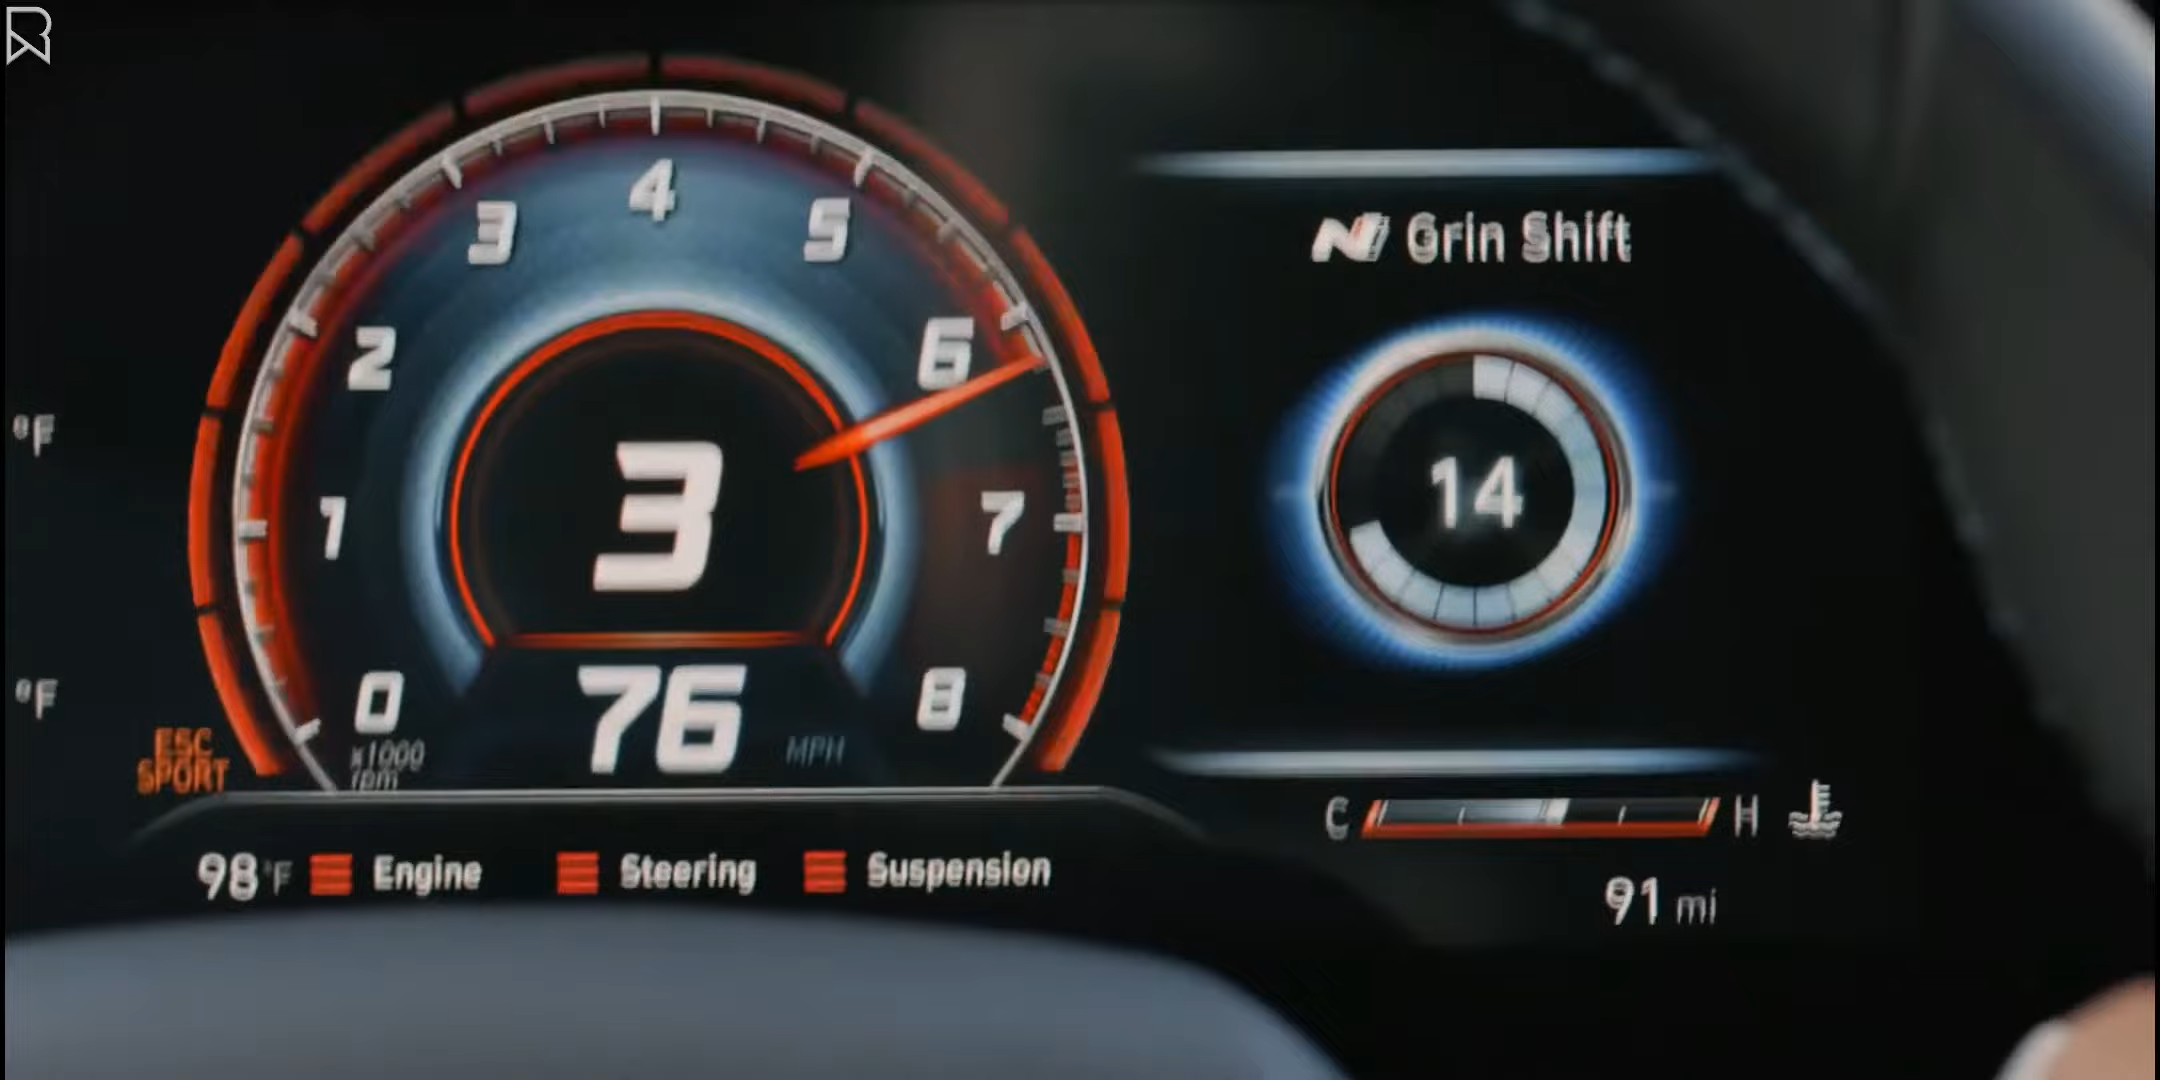 4
3
5
2
6
N Grin Shift
°F
3
14
1
7
°F
0
8
ESC
SPORT
x1000
rpm
76 MPH
C H
98°F Engine Steering Suspension
91 mi